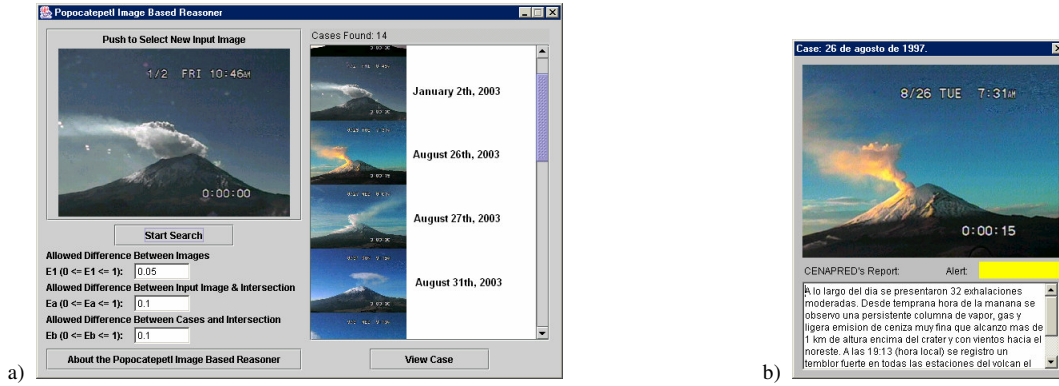 Popocatepetl Image Based Reasoner
Push to Select New Input Image
1/2 FRI 10:46AM
0:00:00
Start Search
Allowed Difference Between Images
E1 (0 <= E1 <= 1): 0.05
Allowed Difference Between Input Image & Intersection
Ea (0 <= Ea <= 1): 0.1
Allowed Difference Between Cases and Intersection
Eb (0 <= Eb <= 1): 0.1
About the Popocatepetl Image Based Reasoner
Cases Found: 14
January 2th, 2003
August 26th, 2003
August 27th, 2003
August 31th, 2003
View Case
a)
Case: 26 de agosto de 1997.
8/26 TUE 7:31AM
0:00:15
CENAPRED's Report: Alert:
A lo largo del dia se presentaron 32 exhalaciones
moderadas. Desde temprana hora de la manana se
observo una persistente columna de vapor, gas y
ligera emision de ceniza muy fina que alcanzo mas de
1 km de altura encima del crater y con vientos hacia el
noreste. A las 19:13 (hora local) se registro un
temblor fuerte en todas las estaciones del volcan el
b)